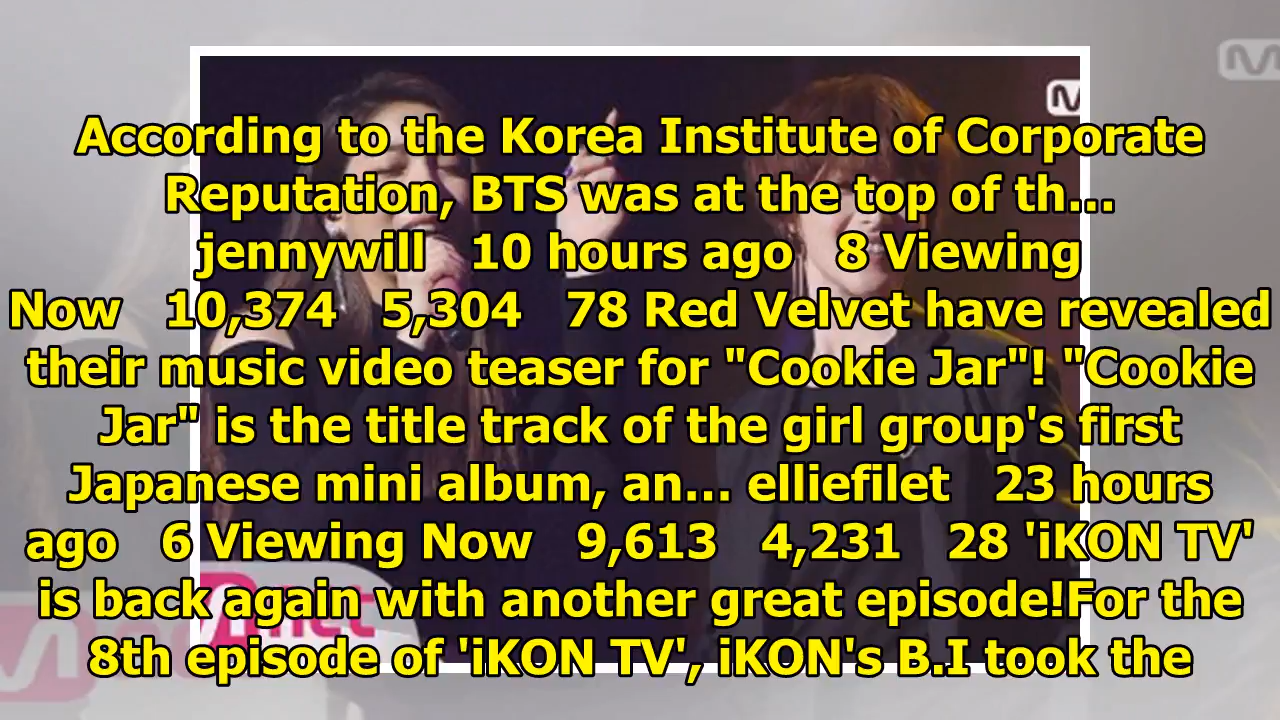 According to the Korea Institute of Corporate
Reputation, BTS was at the top of th...
jennywill 10 hours ago 8 Viewing
Now 10,374 5,304 78 Red Velvet have revealed
their music video teaser for "Cookie Jar"! "Cookie
Jar" is the title track of the girl group's first
Japanese mini album, an... elliefilet 23 hours
ago 6 Viewing Now 9,613 4,231 28 'iKON TV'
is back again with another great episode!For the
8th episode of 'iKON TV', iKON's B.I took the